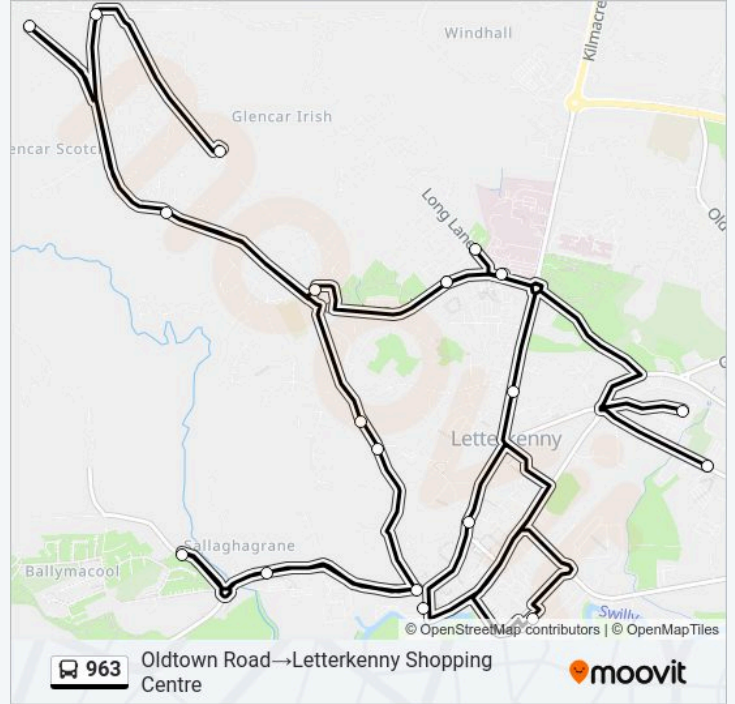 Windhall
Kilmacre
Glencar Irish
encar Scotc
Long Lane
Old
Letterkenny
Sallaghagrane
Ballymacool
Swilly
© OpenStreetMap contributors | © OpenMapTiles
963
Oldtown Road→Letterkenny Shopping
Centre
moovit